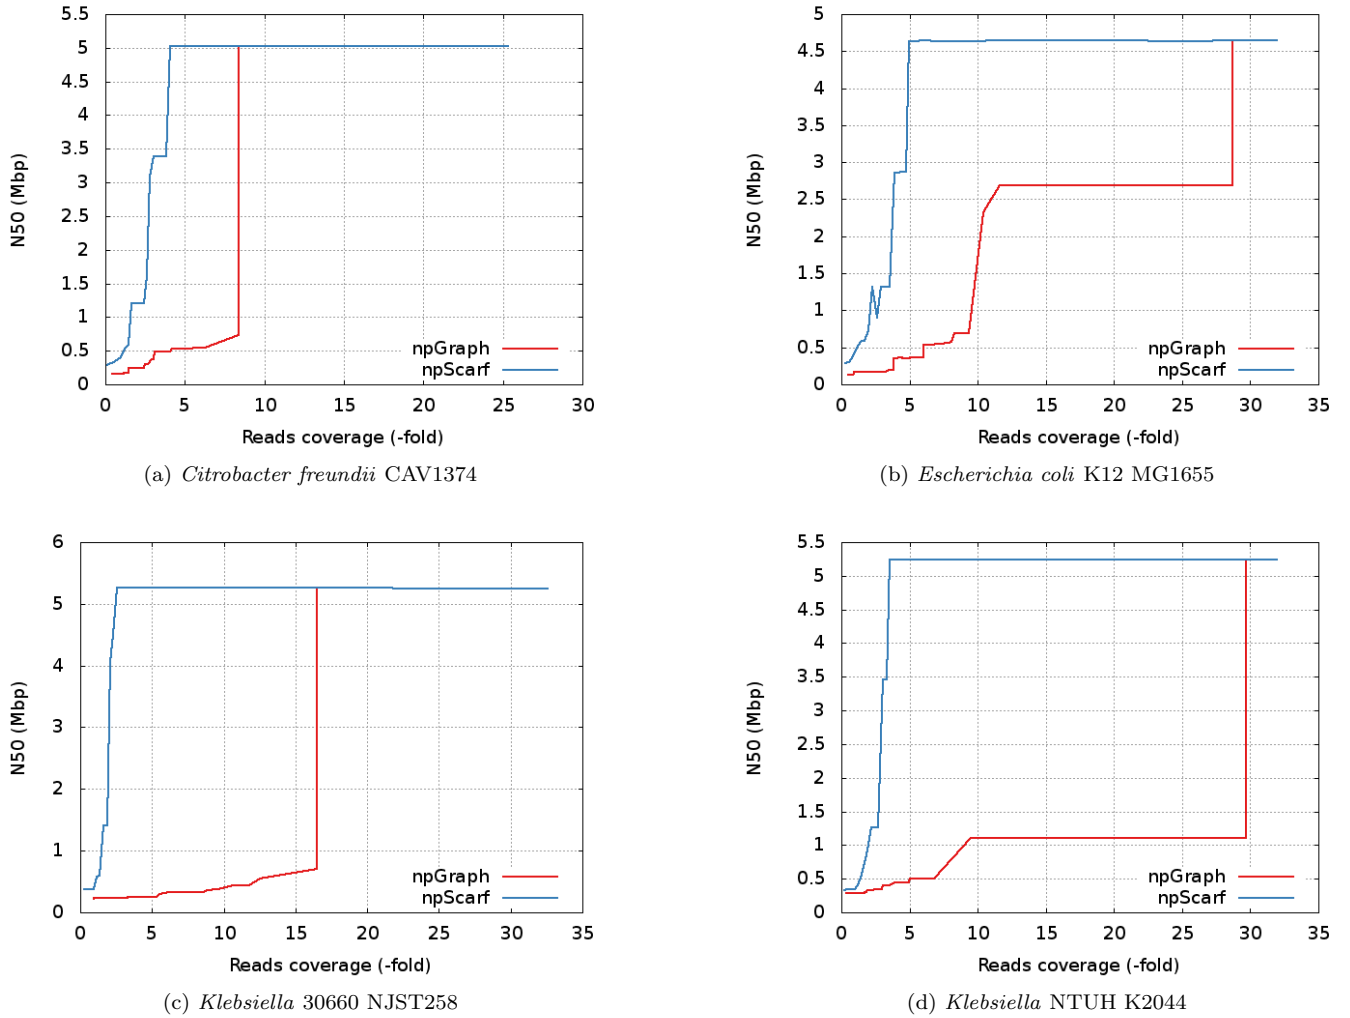 5.5
5
4.5
4
3.5
3
2.5
2
1.5
1
0.5
0
N50 (Mbp)
npGraph
npScarf
0 5 10 15 20 25 30
Reads coverage (-fold)
(a) Citrobacter freundii CAV1374
5
4.5
4
3.5
3
2.5
2
1.5
1
0.5
0
N50 (Mbp)
npGraph
npScarf
0 5 10 15 20 25 30 35
Reads coverage (-fold)
(b) Escherichia coli K12 MG1655
6
5
4
3
2
1
0
N50 (Mbp)
npGraph
npScarf
0 5 10 15 20 25 30 35
Reads coverage (-fold)
(c) Klebsiella 30660 NJST258
5.5
5
4.5
4
3.5
3
2.5
2
1.5
1
0.5
0
N50 (Mbp)
npGraph
npScarf
0 5 10 15 20 25 30 35
Reads coverage (-fold)
(d) Klebsiella NTUH K2044